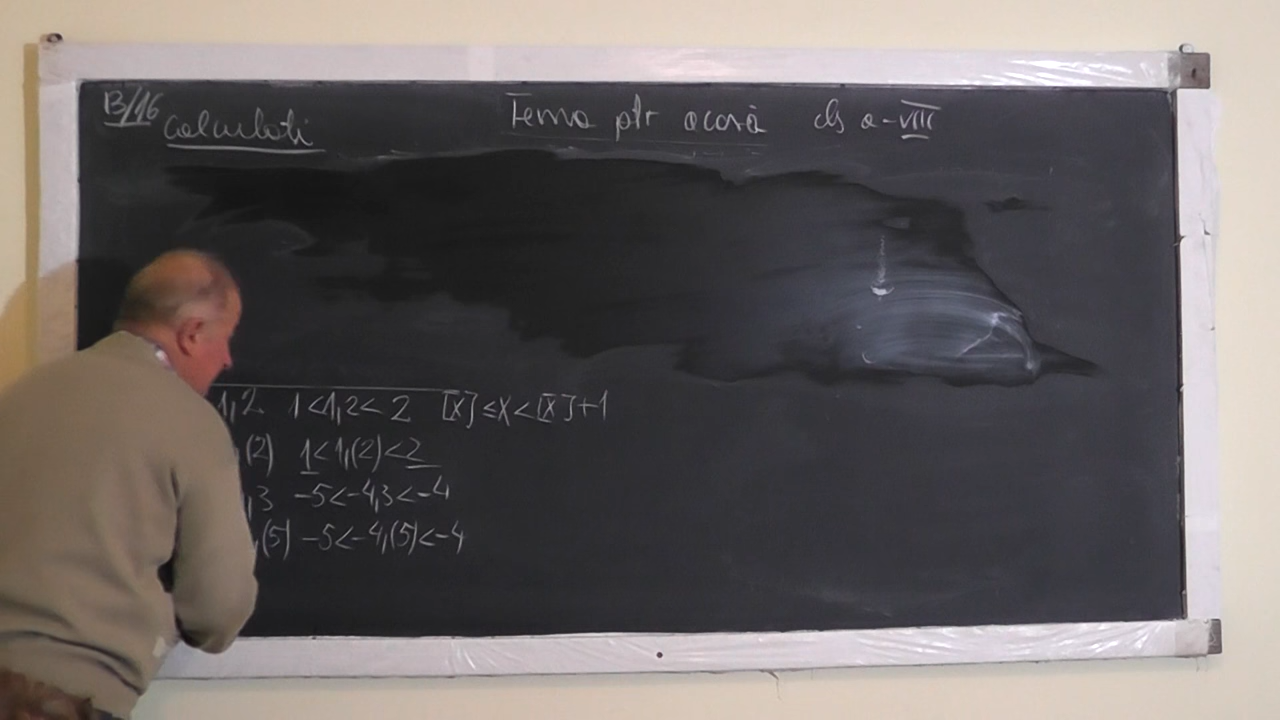 B/16 Calculati Tema ptr acasă cls a-VIII
1,2 1<1,2<2 [x]≤x<[x]+1
,(2) 1<1,(2)<2
,3 -5<-4,3<-4
,(5) -5<-4,(5)<-4